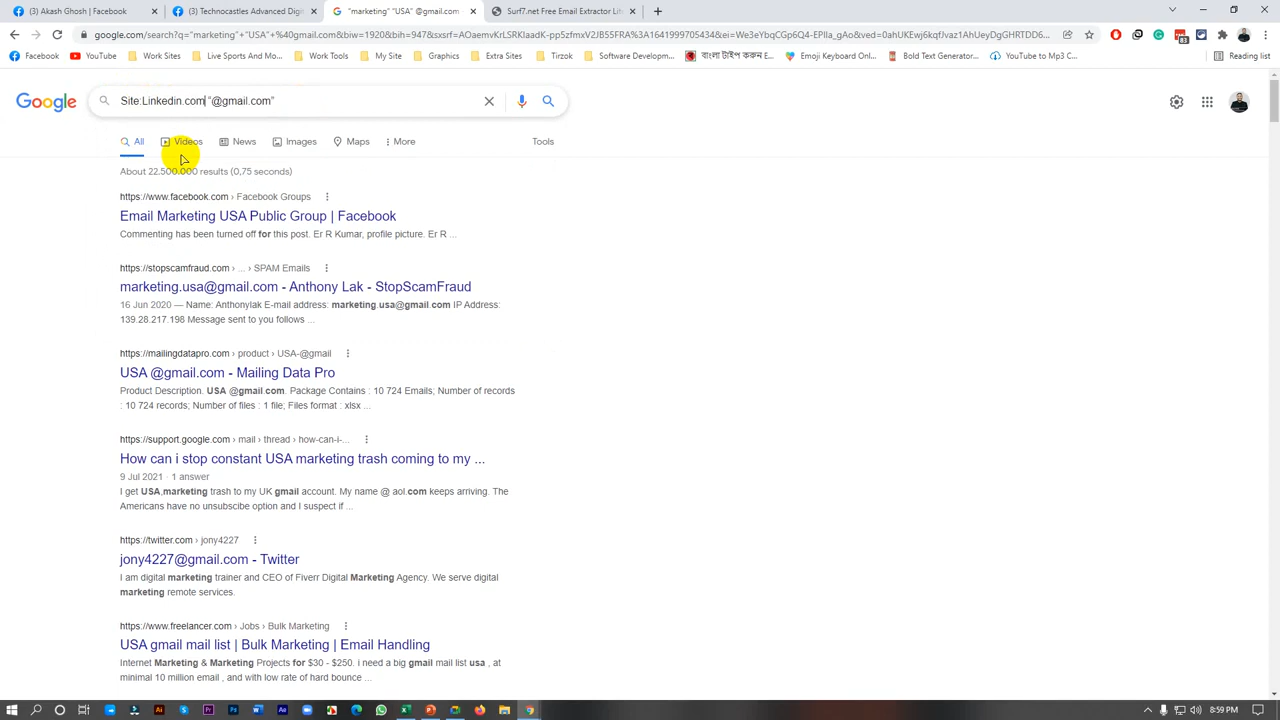 (3) Akash Ghosh | Facebook
(3) Technocastles Advanced Digi
"marketing" "USA" @gmail.com
Surf7.net Free Email Extractor Lite
google.com/search?q="marketing"+"USA"+%40gmail.com&biw=1920&bih=947&sxsrf=AOaemvKrLSRKIaadK-pp5zfmxV2JB55FRA%3A1641999705434&ei=We3eYbqCGp6Q4-EPIIa_gAo&ved=0ahUKEwj6kqfJvaz1AhUeyDgGHRTDD6...
Facebook
YouTube
Work Sites
Live Sports And Mo...
Work Tools
My Site
Graphics
Extra Sites
Tirzok
Software Developm...
বাংলা টাইপ করুন E...
Emoji Keyboard Onl...
Bold Text Generator...
YouTube to Mp3 C...
Reading list
Google
Site:Linkedin.com "@gmail.com"
All
Videos
News
Images
Maps
More
Tools
About 22.500.000 results (0,75 seconds)
https://www.facebook.com › Facebook Groups
Email Marketing USA Public Group | Facebook
Commenting has been turned off for this post. Er R Kumar, profile picture. Er R ...
https://stopscamfraud.com › ... › SPAM Emails
marketing.usa@gmail.com - Anthony Lak - StopScamFraud
16 Jun 2020 — Name: Anthonylak E-mail address: marketing.usa@gmail.com IP Address:
139.28.217.198 Message sent to you follows ...
https://mailingdatapro.com › product › USA-@gmail
USA @gmail.com - Mailing Data Pro
Product Description. USA @gmail.com. Package Contains : 10 724 Emails; Number of records
: 10 724 records; Number of files : 1 file; Files format : xlsx ...
https://support.google.com › mail › thread › how-can-i-...
How can i stop constant USA marketing trash coming to my ...
9 Jul 2021 · 1 answer
I get USA,marketing trash to my UK gmail account. My name @ aol.com keeps arriving. The
Americans have no unsubscibe option and I suspect if ...
https://twitter.com › jony4227
jony4227@gmail.com - Twitter
I am digital marketing trainer and CEO of Fiverr Digital Marketing Agency. We serve digital
marketing remote services.
https://www.freelancer.com › Jobs › Bulk Marketing
USA gmail mail list | Bulk Marketing | Email Handling
Internet Marketing & Marketing Projects for $30 - $250. i need a big gmail mail list usa , at
minimal 10 million email , and with low rate of hard bounce ...
8:59 PM